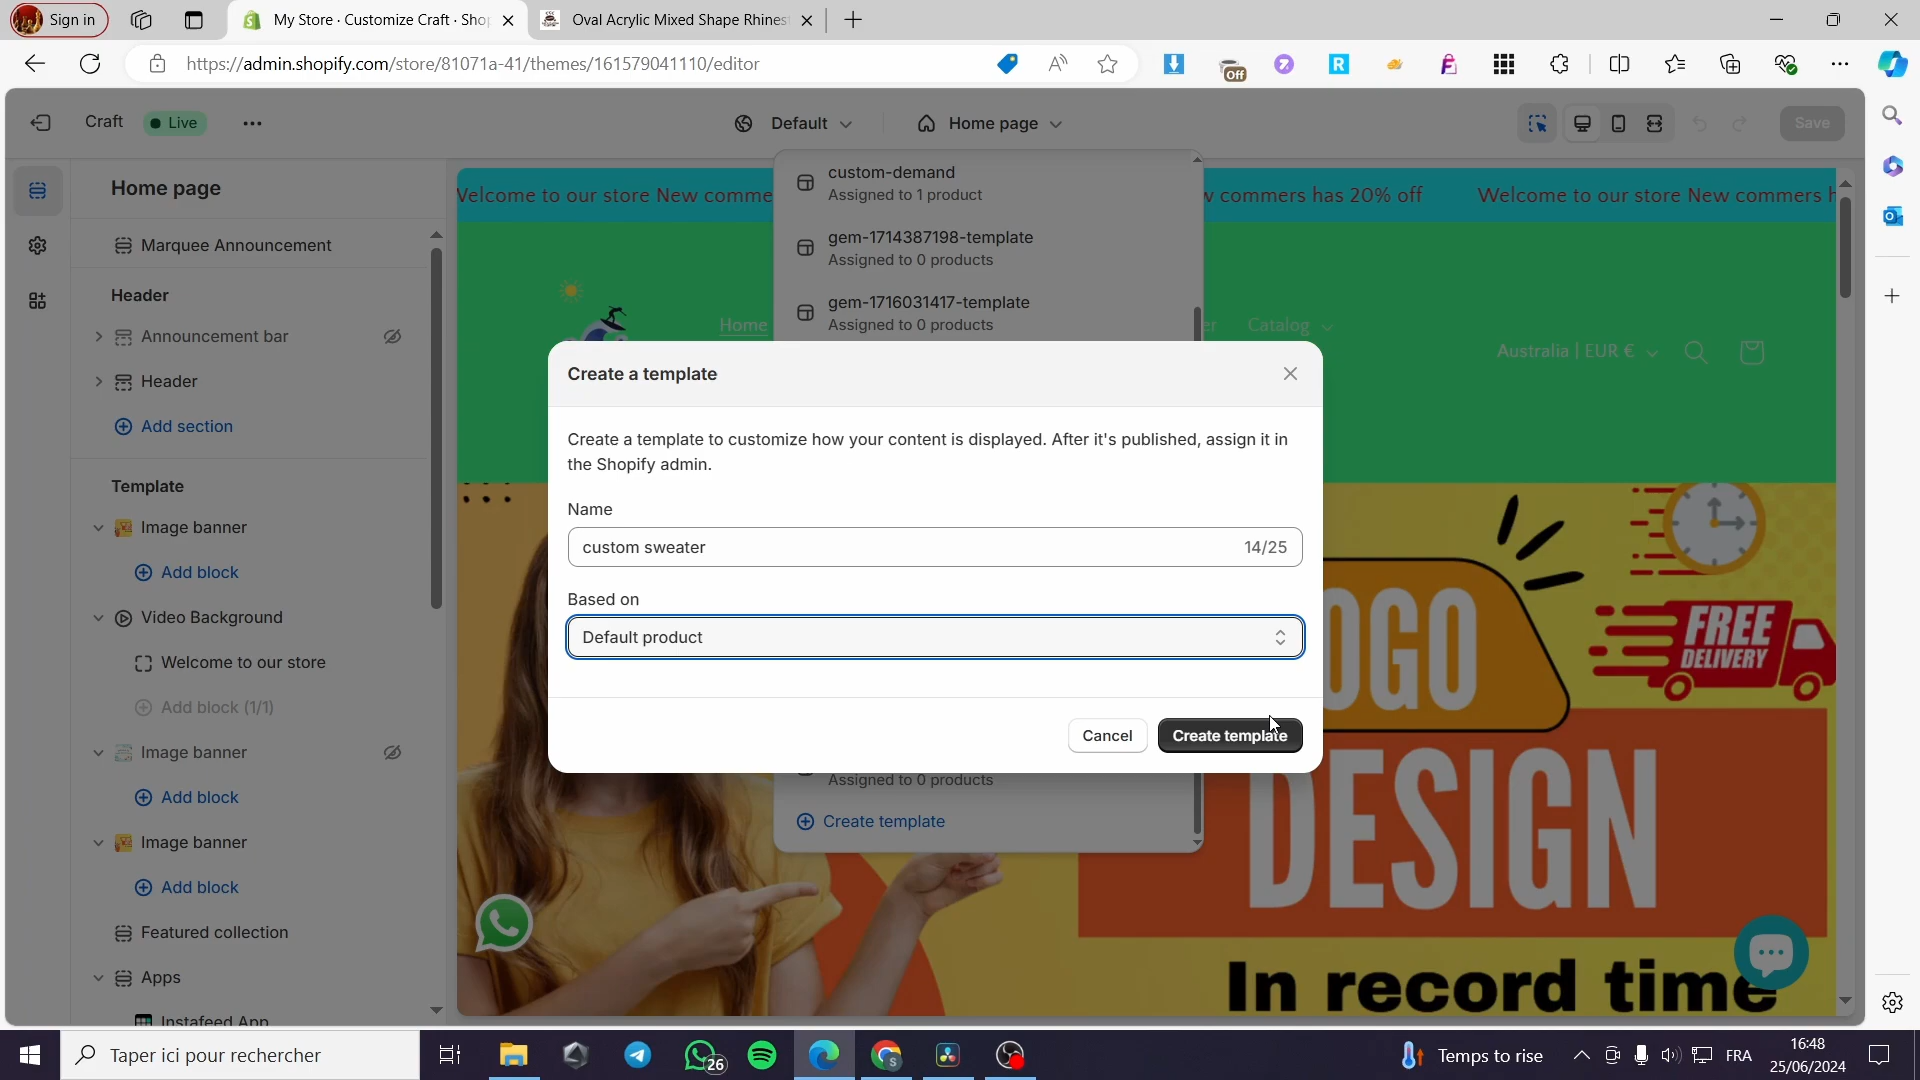 Sign in
My Store · Customize Craft · Shop
Oval Acrylic Mixed Shape Rhines
https://admin.shopify.com/store/81071a-41/themes/161579041110/editor
Off
Craft
Live
Default
Home page
Save
Home page
Marquee Announcement
Header
Announcement bar
Header
Add section
Template
Image banner
Add block
Video Background
Welcome to our store
Add block (1/1)
Image banner
Add block
Image banner
Add block
Featured collection
Apps
Instafeed App
Welcome to our store New comme
commers has 20% off
Welcome to our store New commers
custom-demand
Assigned to 1 product
gem-1714387198-template
Assigned to 0 products
gem-1716031417-template
Assigned to 0 products
Home
Catalog
Australia | EUR €
Create a template
Create a template to customize how your content is displayed. After it's published, assign it in
the Shopify admin.
Name
custom sweater
14/25
Based on
Default product
Cancel
Create template
Assigned to 0 products
Create template
OGO
FREE
DELIVERY
DESIGN
In record time
Taper ici pour rechercher
26
Temps to rise
FRA
16:48
25/06/2024